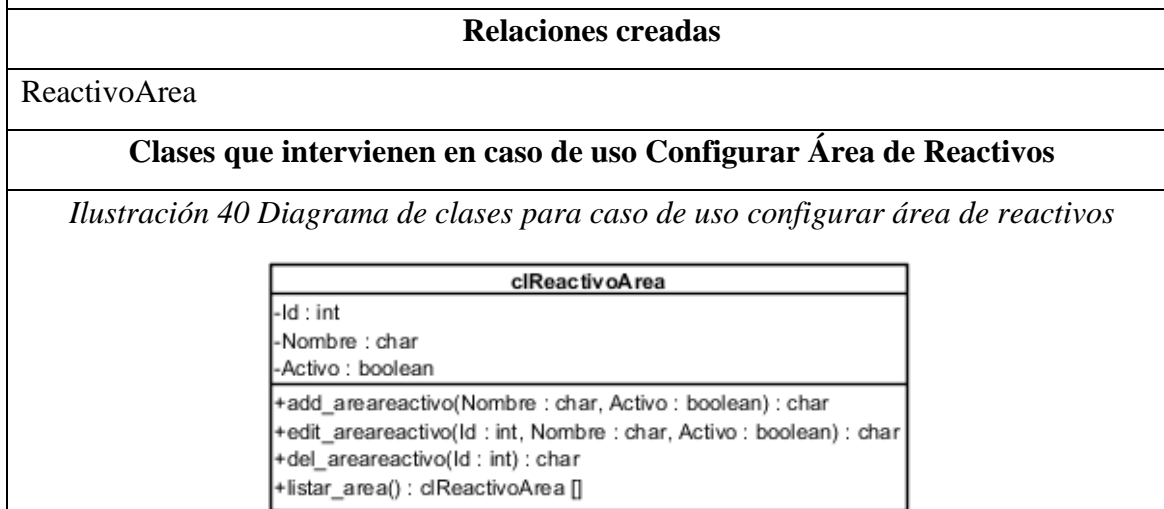 Relaciones creadas
ReactivoArea
Clases que intervienen en caso de uso Configurar Área de Reactivos
Ilustración 40 Diagrama de clases para caso de uso configurar área de reactivos
clReactivoArea
-Id : int
-Nombre : char
-Activo : boolean
+add_areareactivo(Nombre : char, Activo : boolean) : char
+edit_areareactivo(Id : int, Nombre : char, Activo : boolean) : char
+del_areareactivo(Id : int) : char
+listar_area() : clReactivoArea []